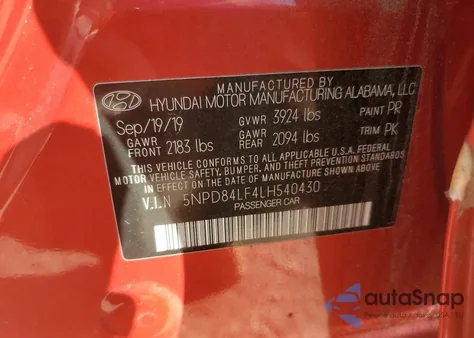 MANUFACTURED BY
HYUNDAI MOTOR MANUFACTURING ALABAMA, LLC
Sep/19/19 GVWR 3924 lbs PAINT PR
GAWR FRONT 2183 lbs GAWR REAR 2094 lbs TRIM PK
THIS VEHICLE CONFORMS TO ALL APPLICABLE U.S.A. FEDERAL
MOTOR VEHICLE SAFETY, BUMPER, AND THEFT PREVENTION
STANDARDS IN EFFECT ON THE DATE OF MANUFACTURE SHOWN ABOVE.
V.I.N 5NPD84LF4LH540430
PASSENGER CAR
autoSnap